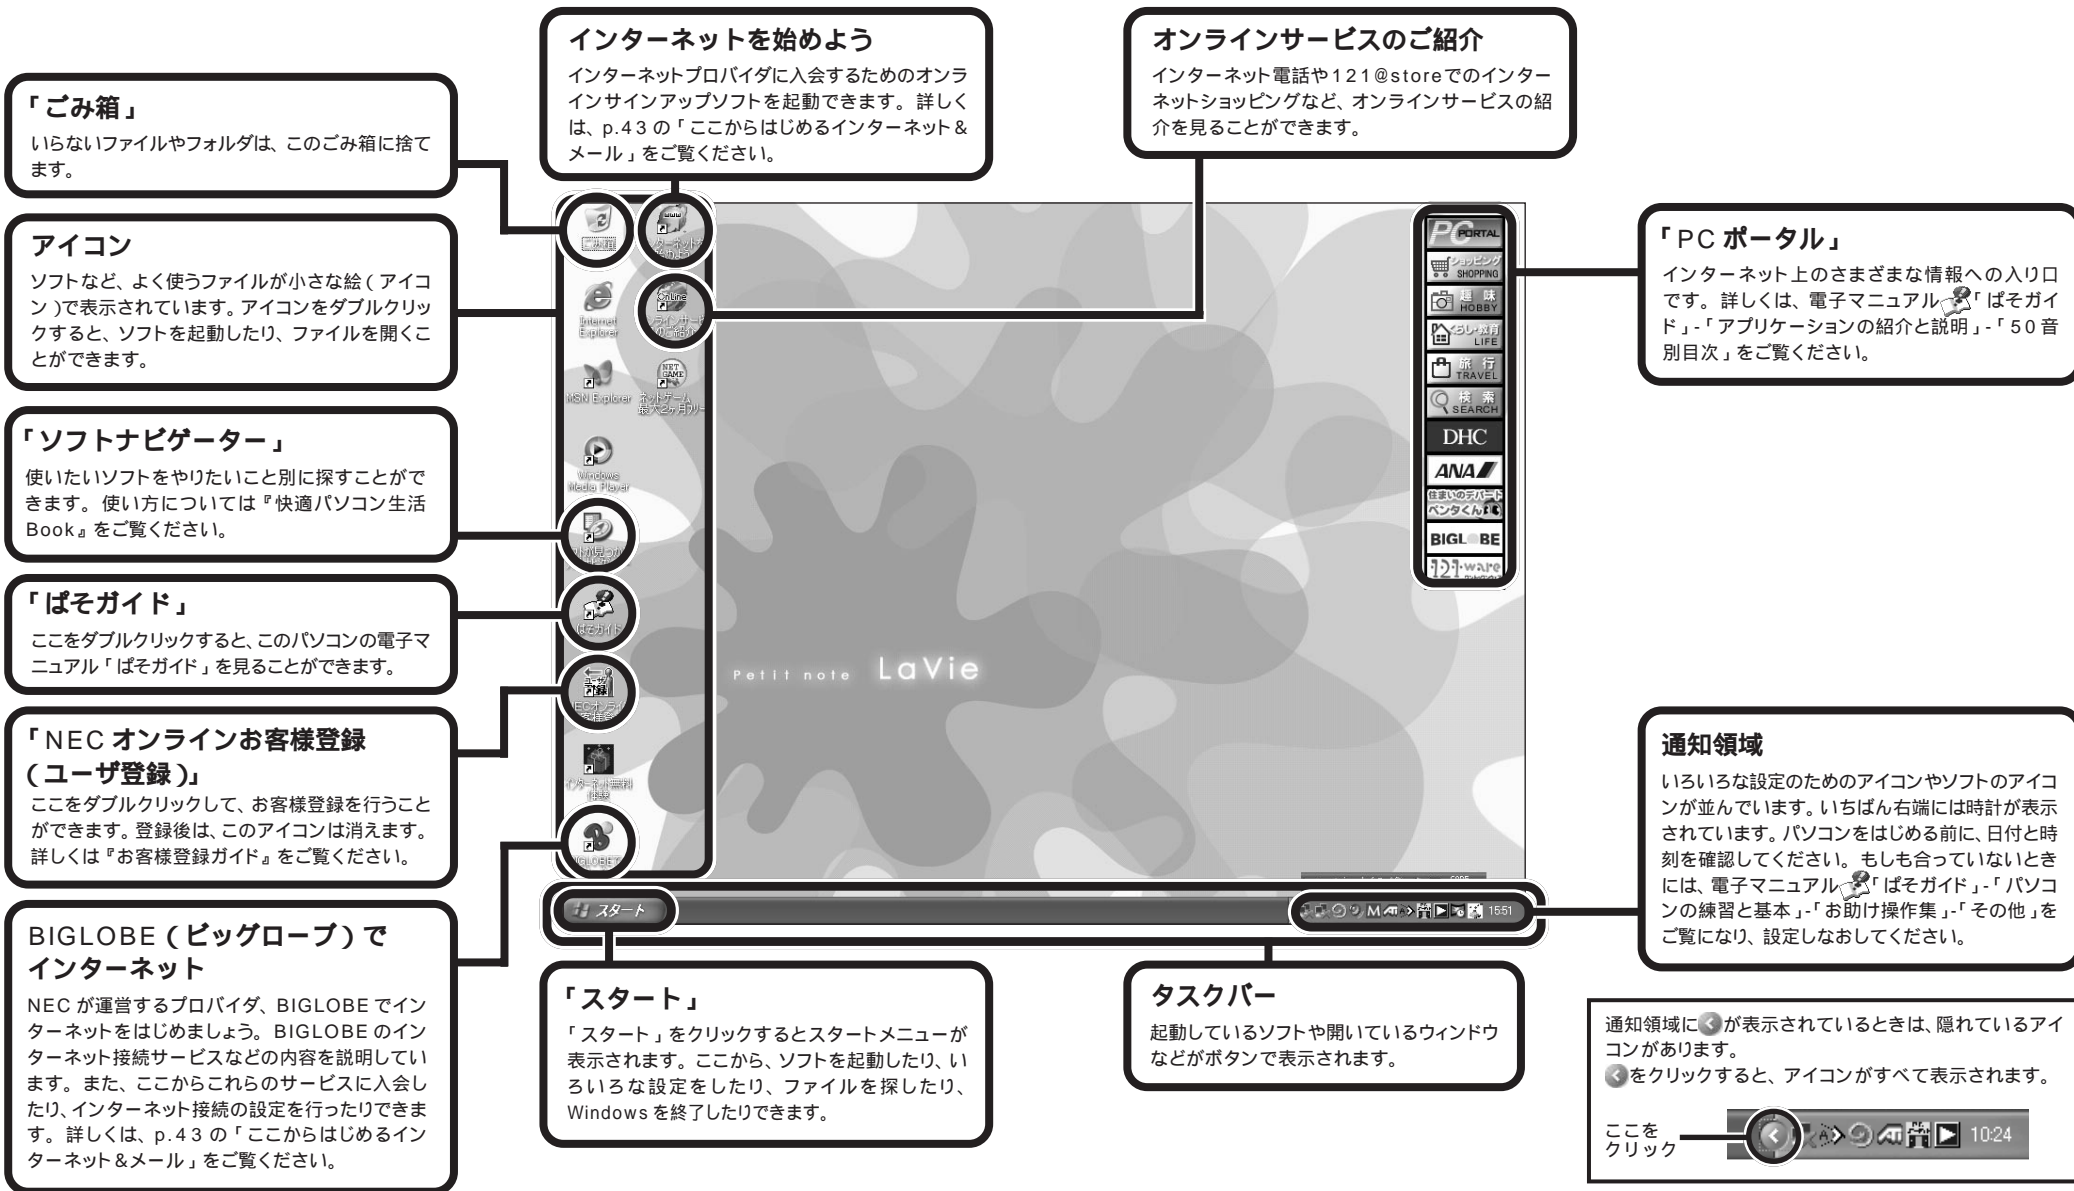 「ごみ箱」
いらないファイルやフォルダは、このごみ箱に捨て
ます。
アイコン
ソフトなど、よく使うファイルが小さな絵(アイコ
ン)で表示されています。アイコンをダブルクリッ
クすると、ソフトを起動したり、ファイルを開くこ
とができます。
「ソフトナビゲーター」
使いたいソフトをやりたいこと別に探すことがで
きます。使い方については『快適パソコン生活
Book』をご覧ください。
「ぱそガイド」
ここをダブルクリックすると、このパソコンの電子マ
ニュアル「ぱそガイド」を見ることができます。
「NEC オンラインお客様登録
(ユーザ登録)」
ここをダブルクリックして、お客様登録を行うこと
ができます。登録後は、このアイコンは消えます。
詳しくは『お客様登録ガイド』をご覧ください。
BIGLOBE(ビッグローブ)で
インターネット
NEC が運営するプロバイダ、BIGLOBE でイン
ターネットをはじめましょう。BIGLOBE のイン
ターネット接続サービスなどの内容を説明してい
ます。また、ここからこれらのサービスに入会し
たり、インターネット接続の設定を行ったりできま
す。詳しくは、p.43 の「ここからはじめるイン
ターネット&メール」をご覧ください。
インターネットを始めよう
インターネットプロバイダに入会するためのオンラ
インサインアップソフトを起動できます。詳しく
は、p.43 の「ここからはじめるインターネット&
メール」をご覧ください。
オンラインサービスのご紹介
インターネット電話や121@storeでのインター
ネットショッピングなど、オンラインサービスの紹
介を見ることができます。
ごみ箱
www
Internet
Explorer
OnLine
MSN Explorer
NET
GAME
ネットゲーム
最大2ヶ月フリー
Windows
Media Player
ぱそガイド
ユーザ
登録
インターネット無料
体験
Petit note LaVie
PC PORTAL
ショッピング
SHOPPING
趣味
HOBBY
くらし・教育
LIFE
旅行
TRAVEL
検索
SEARCH
DHC
ANA
住まいのデパート
ペンタくん
BIGLOBE
121ware
スタート
15:51
「PC ポータル」
インターネット上のさまざまな情報への入り口
です。詳しくは、電子マニュアル「ぱそガイ
ド」-「アプリケーションの紹介と説明」-「50 音
別目次」をご覧ください。
通知領域
いろいろな設定のためのアイコンやソフトのアイコ
ンが並んでいます。いちばん右端には時計が表示
されています。パソコンをはじめる前に、日付と時
刻を確認してください。もしも合っていないとき
には、電子マニュアル「ぱそガイド」-「パソコ
ンの練習と基本」-「お助け操作集」-「その他」を
ご覧になり、設定しなおしてください。
「スタート」
「スタート」をクリックするとスタートメニューが
表示されます。ここから、ソフトを起動したり、い
ろいろな設定をしたり、ファイルを探したり、
Windows を終了したりできます。
タスクバー
起動しているソフトや開いているウィンドウ
などがボタンで表示されます。
通知領域にが表示されているときは、隠れているアイ
コンがあります。
をクリックすると、アイコンがすべて表示されます。
ここを
クリック
10:24